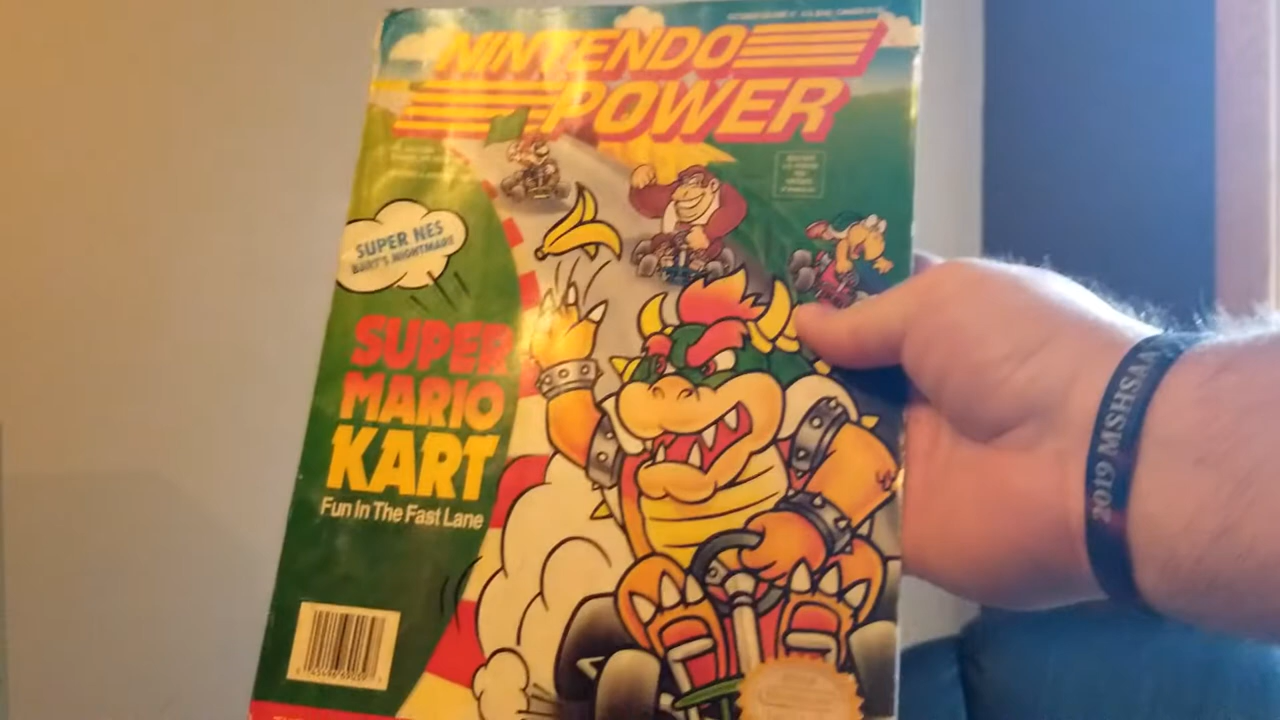 NINTENDO
POWER
SUPER NES
BART'S NIGHTMARE
SUPER
MARIO
KART
Fun In The Fast Lane
2019 MSHSAA